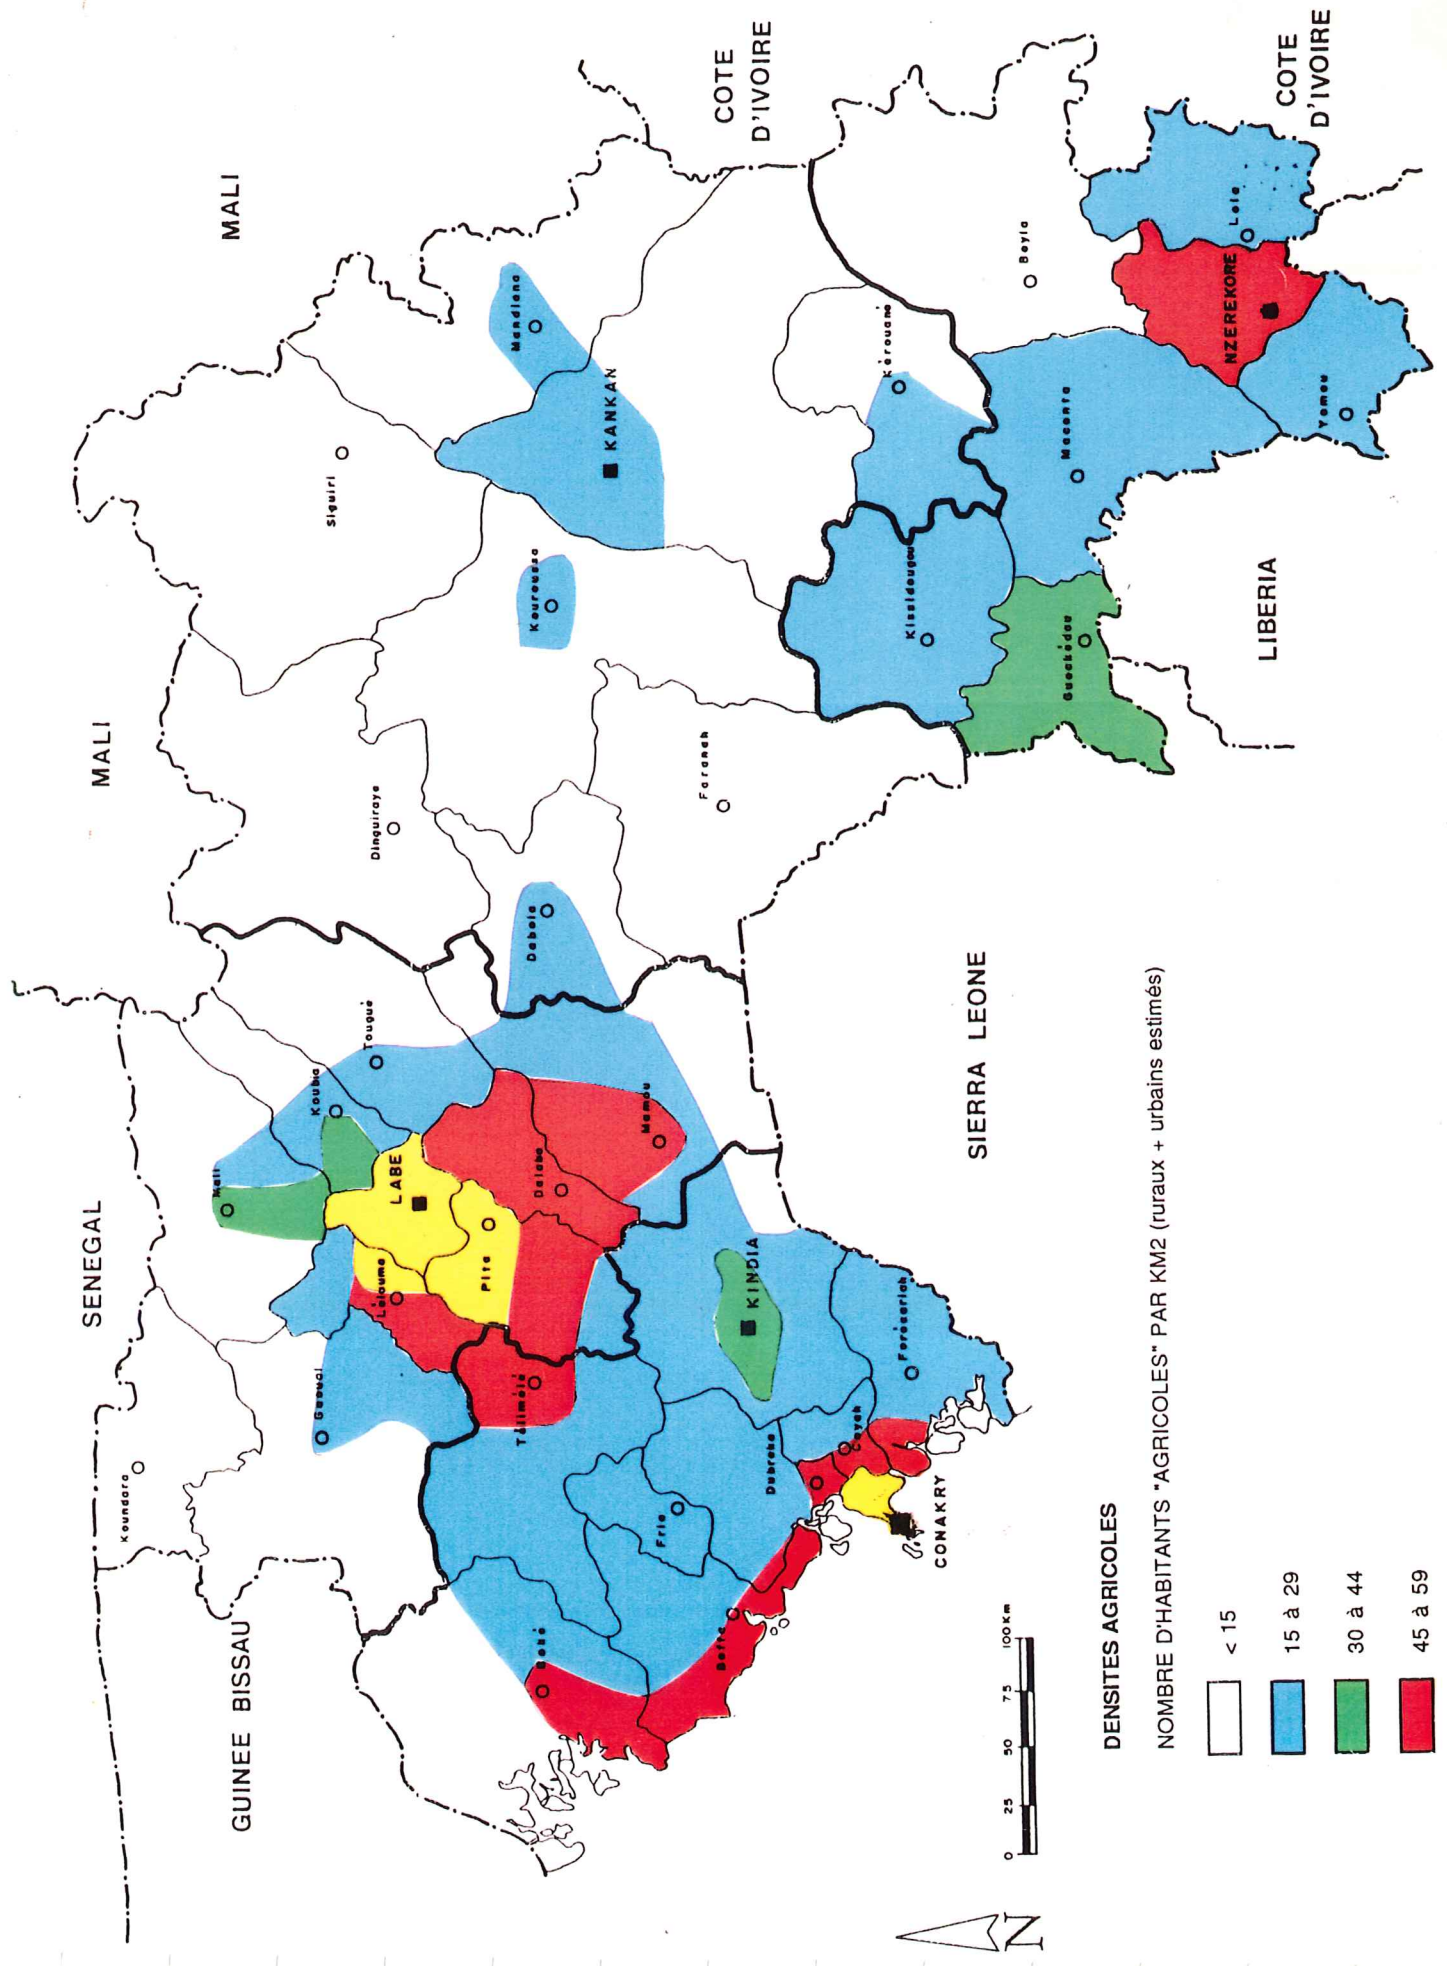 SENEGAL
MALI
MALI
GUINEE BISSAU
COTE
D'IVOIRE
COTE
D'IVOIRE
SIERRA LEONE
LIBERIA
Koundara
Mali
Gaoual
Koubia
Tougué
Lélouma
LABE
Pita
Dalaba
Mamou
Télimélé
Boké
Boffa
Fria
Dubreka
Coyah
CONAKRY
KINDIA
Forécariah
Dinguiraye
Dabola
Faranah
Siguiri
Kouroussa
KANKAN
Mandiana
Kérouané
Kissidougou
Gueckédou
Macenta
Beyla
NZEREKORE
Lola
Yomou
0 25 50 75 100Km
N
DENSITES AGRICOLES
NOMBRE D'HABITANTS "AGRICOLES" PAR KM2 (ruraux + urbains estimés)
< 15
15 à 29
30 à 44
45 à 59